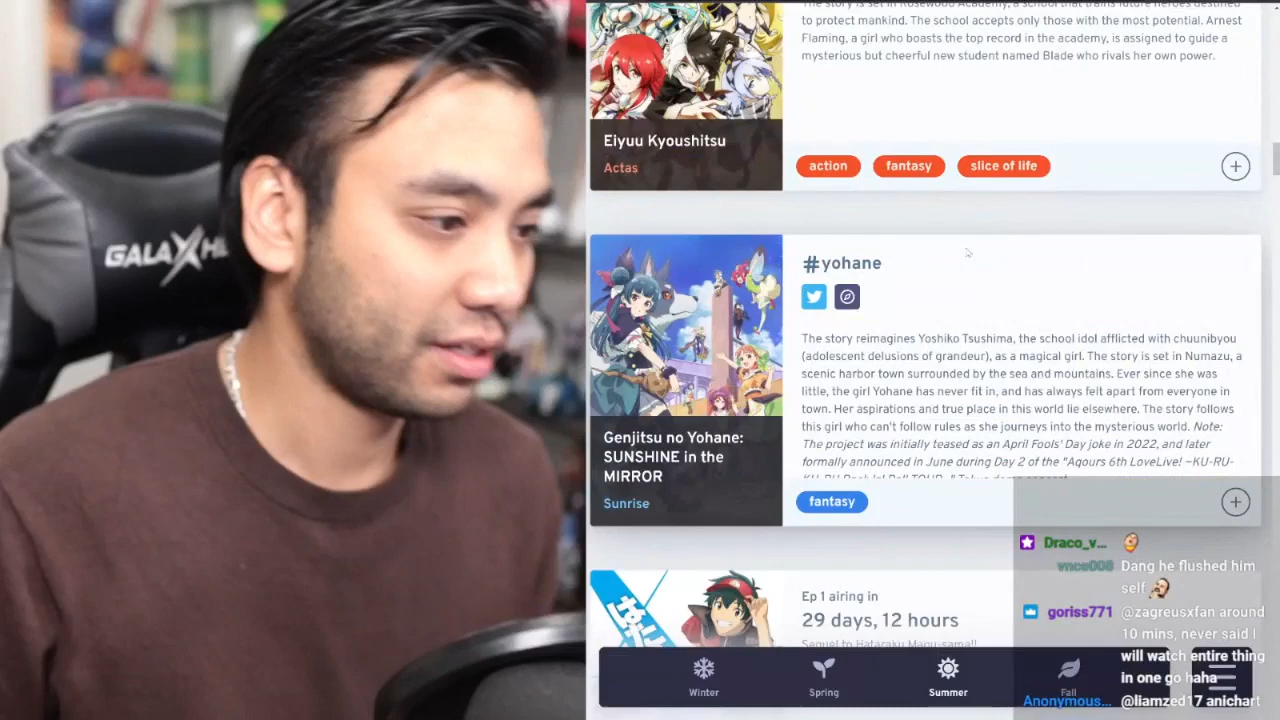 to protect mankind. The school accepts only those with the most potential. Arnest
Flaming, a girl who boasts the top record in the academy, is assigned to guide a
mysterious but cheerful new student named Blade who rivals her own power.
Eiyuu Kyoushitsu
Actas
action
fantasy
slice of life
GALAX
#yohane
The story reimagines Yoshiko Tsushima, the school idol afflicted with chuunibyou
(adolescent delusions of grandeur), as a magical girl. The story is set in Numazu, a
scenic harbor town surrounded by the sea and mountains. Ever since she was
little, the girl Yohane has never fit in, and has always felt apart from everyone in
town. Her aspirations and true place in this world lie elsewhere. The story follows
this girl who can't follow rules as she journeys into the mysterious world. Note:
The project was initially teased as an April Fools' Day joke in 2022, and later
formally announced in June during Day 2 of the "Aqours 6th LoveLive! ~KU-RU-
Genjitsu no Yohane:
SUNSHINE in the
MIRROR
Sunrise
fantasy
Ep 1 airing in
29 days, 12 hours
Sequel to Hataraku Maou-sama!!
Winter
Spring
Summer
Fall
Draco_v...
vnce008 Dang he flushed him
self
goriss771 @zagreusxfan around
10 mins, never said I
will watch entire thing
in one go haha
Anonymous... @liamzed17 anichart